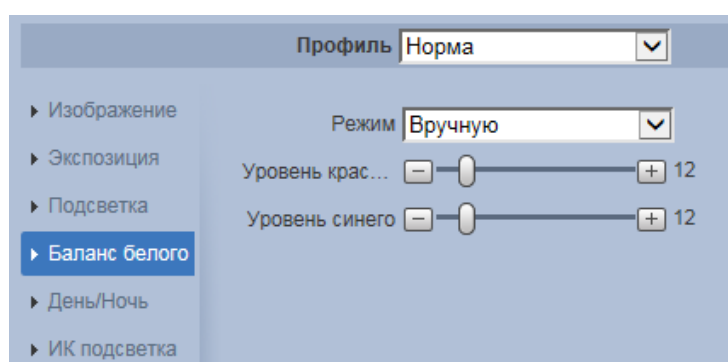 Профиль Норма
Изображение
Экспозиция
Подсветка
Баланс белого
День/Ночь
ИК подсветка
Режим Вручную
Уровень крас... 12
Уровень синего 12